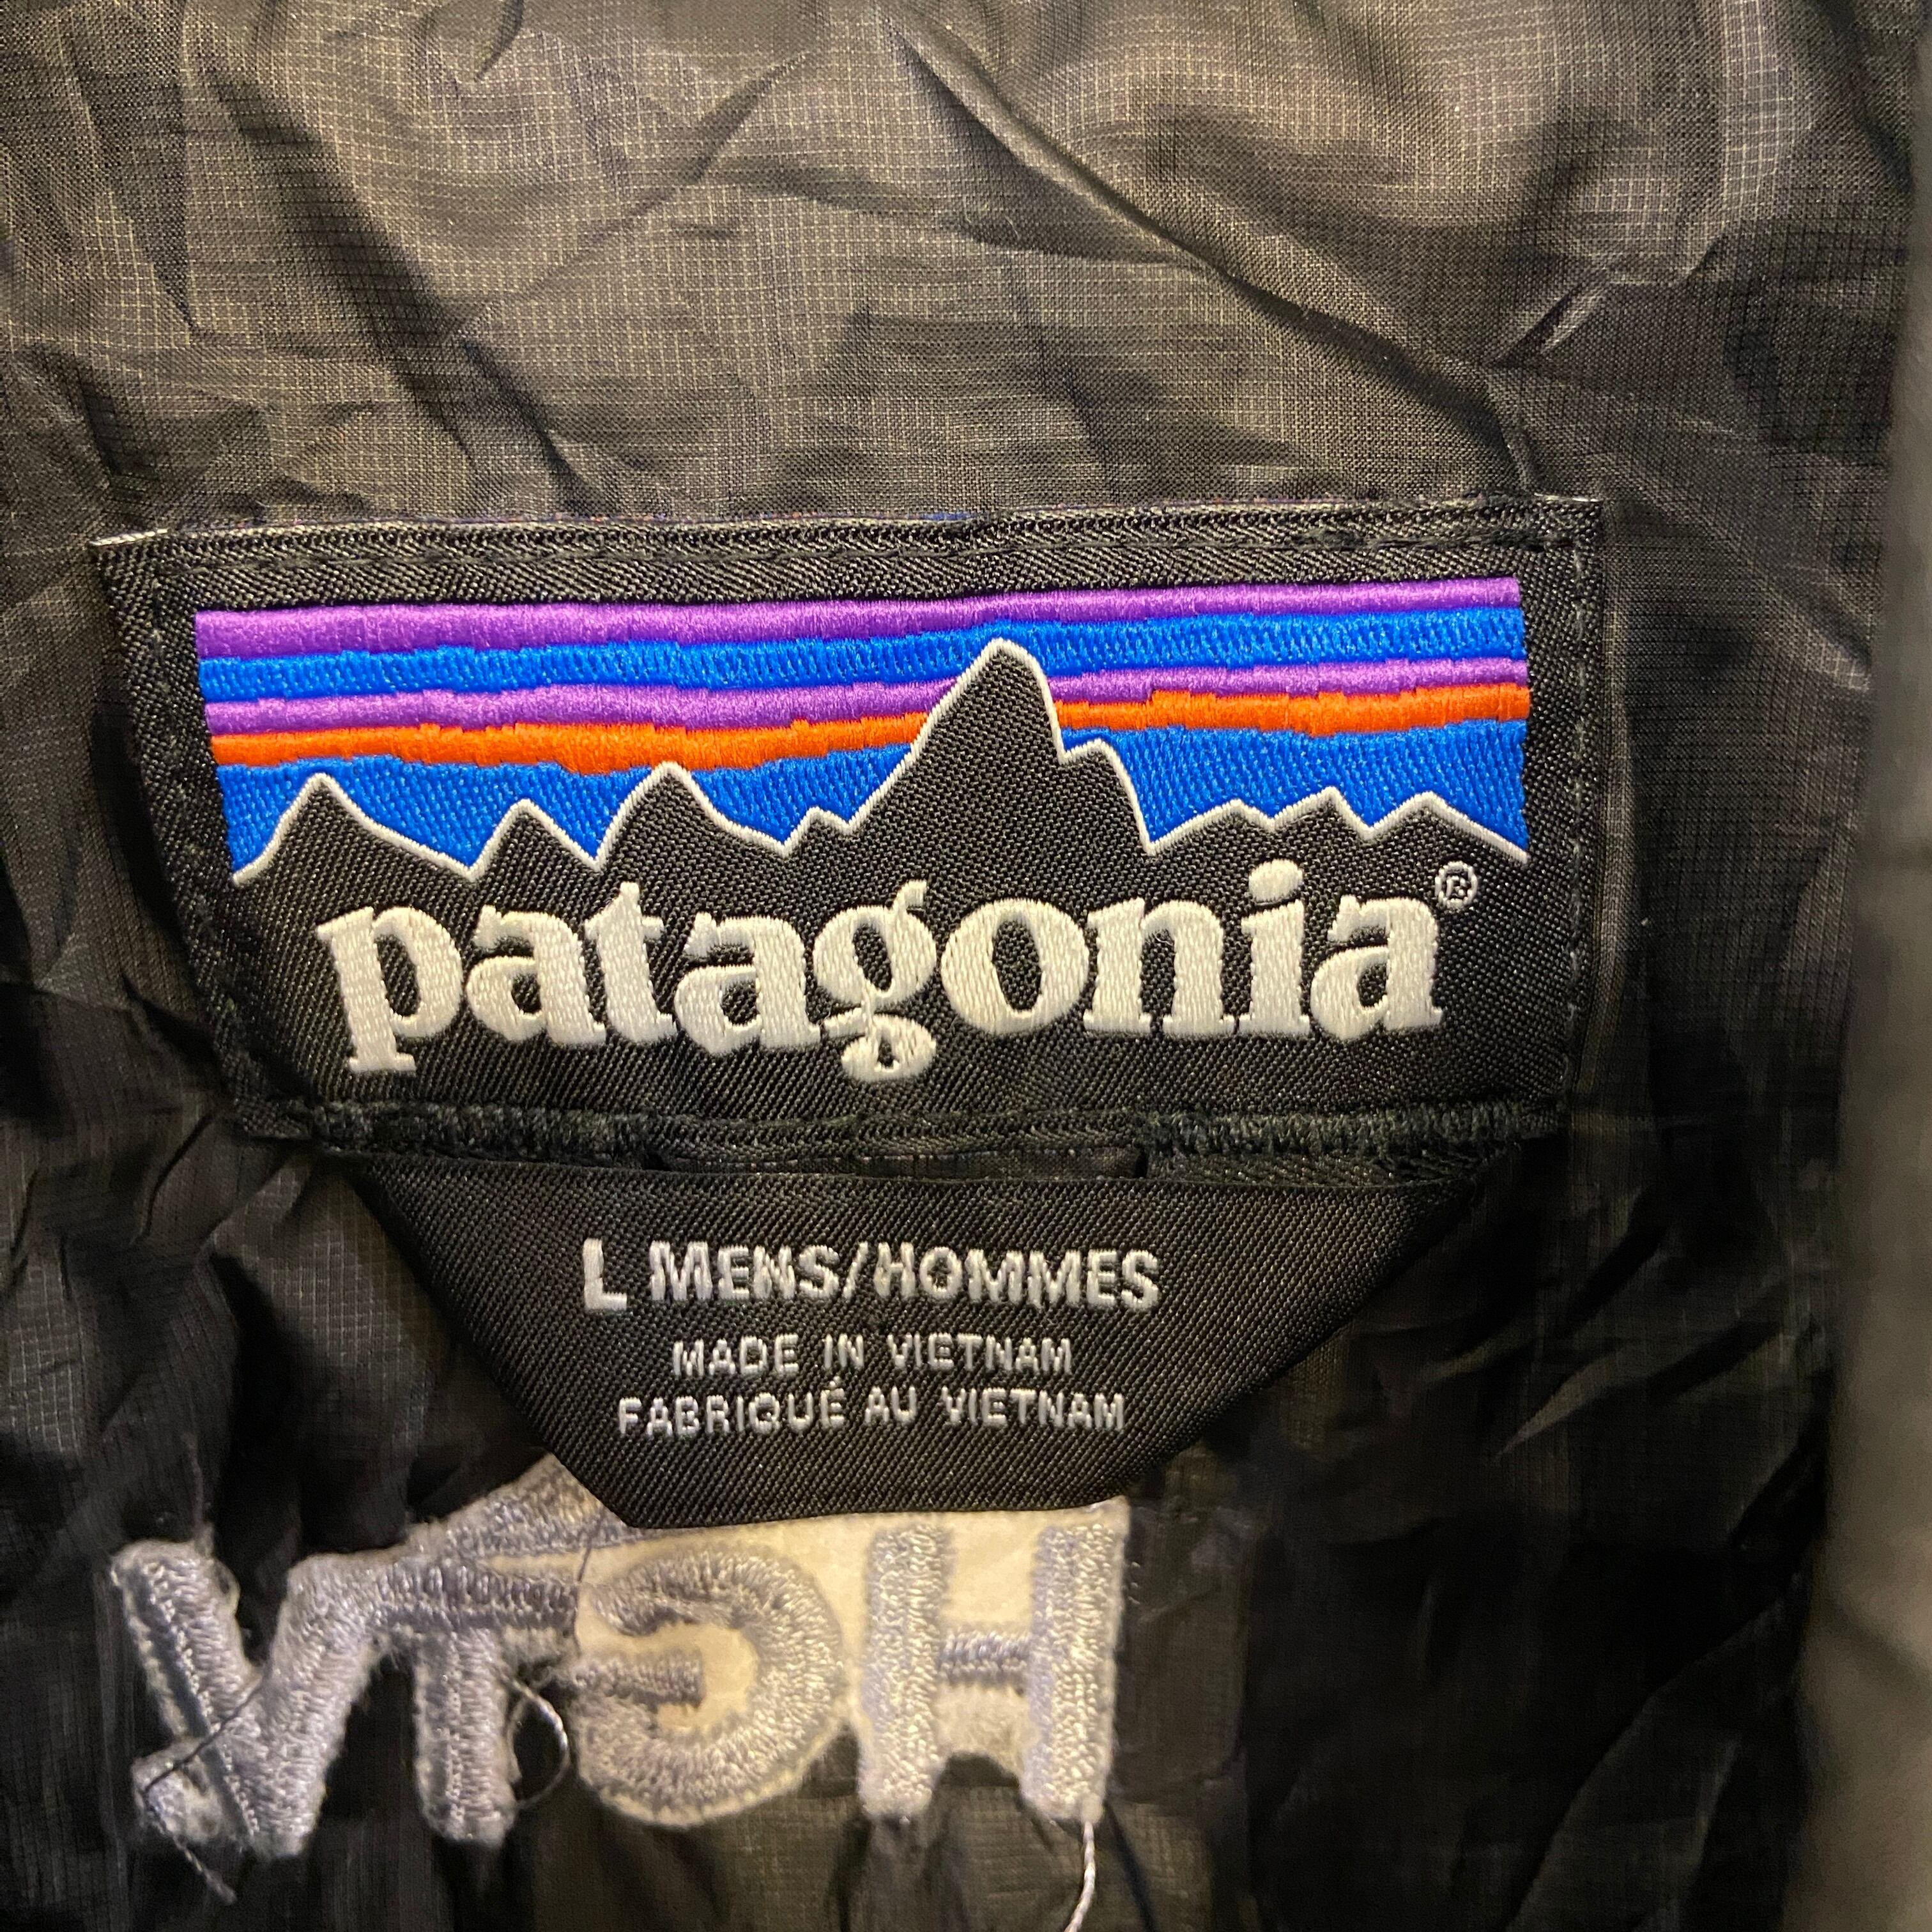 patagonia®
L MENS/HOMMES
MADE IN VIETNAM
FABRIQUÉ AU VIETNAM